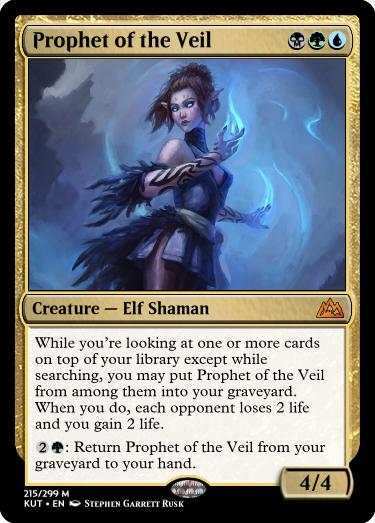 Prophet of the Veil
Creature — Elf Shaman
While you're looking at one or more cards
on top of your library except while
searching, you may put Prophet of the Veil
from among them into your graveyard.
When you do, each opponent loses 2 life
and you gain 2 life.
2 : Return Prophet of the Veil from your
graveyard to your hand.
4/4
215/299 M
KUT • EN Stephen Garrett Rusk